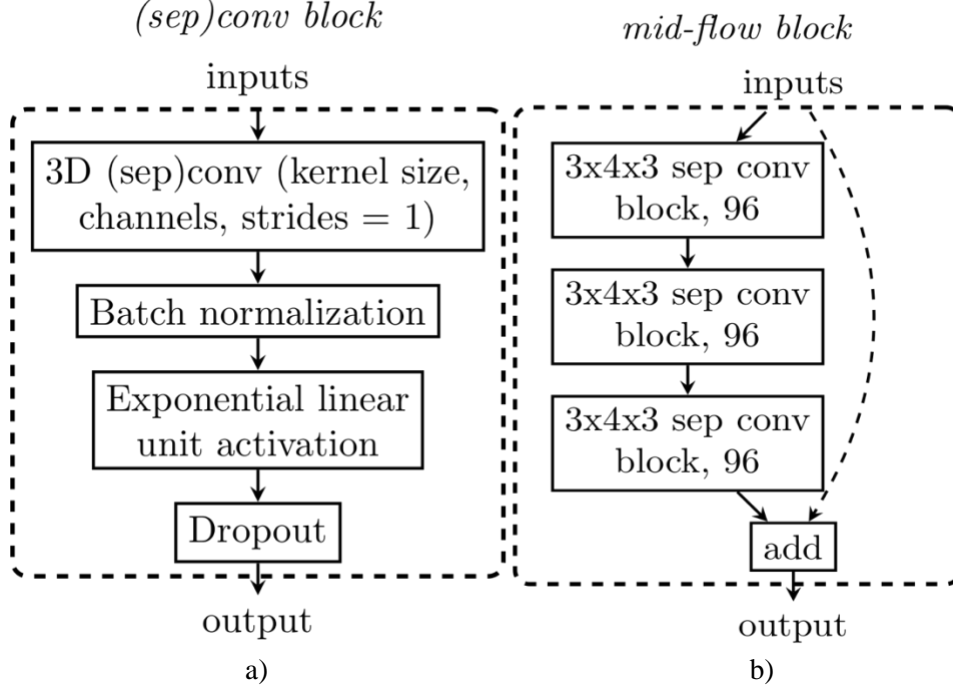 (sep)conv block
inputs
3D (sep)conv (kernel size,
channels, strides = 1)
Batch normalization
Exponential linear
unit activation
Dropout
output
a)
mid-flow block
inputs
3x4x3 sep conv
block, 96
3x4x3 sep conv
block, 96
3x4x3 sep conv
block, 96
add
output
b)